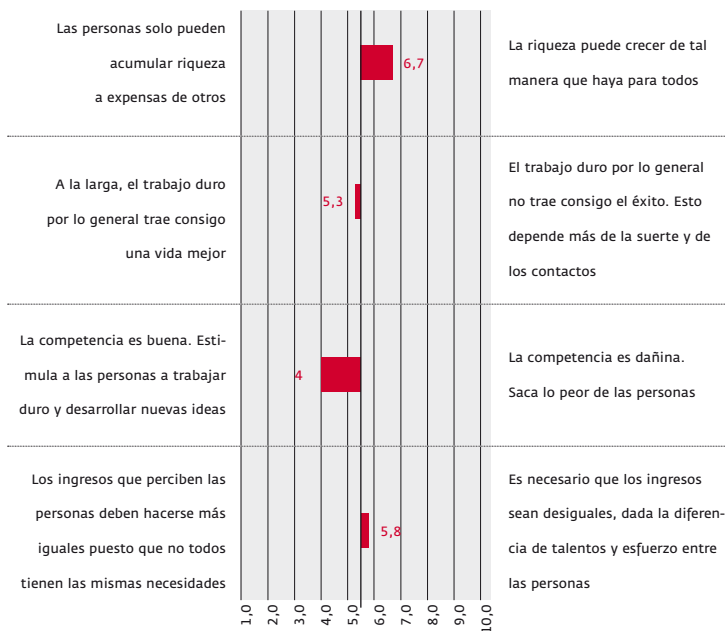 Las personas solo pueden
acumular riqueza
a expensas de otros
6,7
La riqueza puede crecer de tal
manera que haya para todos
A la larga, el trabajo duro
por lo general trae consigo
una vida mejor
5,3
El trabajo duro por lo general
no trae consigo el éxito. Esto
depende más de la suerte y de
los contactos
La competencia es buena. Esti-
mula a las personas a trabajar
duro y desarrollar nuevas ideas
4
La competencia es dañina.
Saca lo peor de las personas
Los ingresos que perciben las
personas deben hacerse más
iguales puesto que no todos
tienen las mismas necesidades
5,8
Es necesario que los ingresos
sean desiguales, dada la diferen-
cia de talentos y esfuerzo entre
las personas
1,0
2,0
3,0
4,0
5,0
6,0
7,0
8,0
9,0
10,0